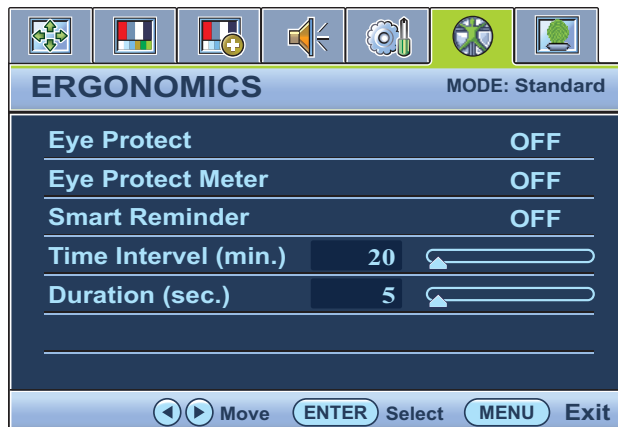 ERGONOMICS MODE: Standard
Eye Protect OFF
Eye Protect Meter OFF
Smart Reminder OFF
Time Intervel (min.) 20
Duration (sec.) 5
Move ENTER Select MENU Exit